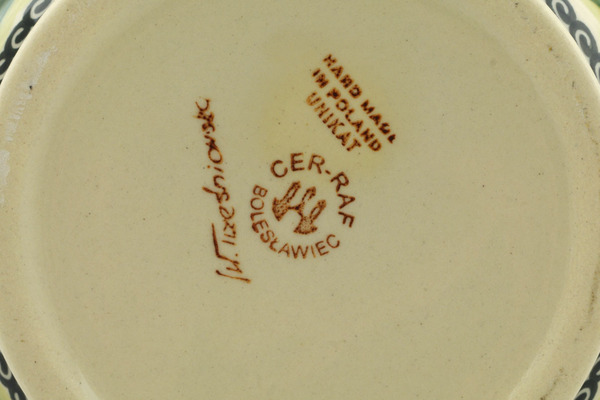 HAND MADE
IN POLAND
UNIKAT
CER-RAF
BOLESŁAWIEC